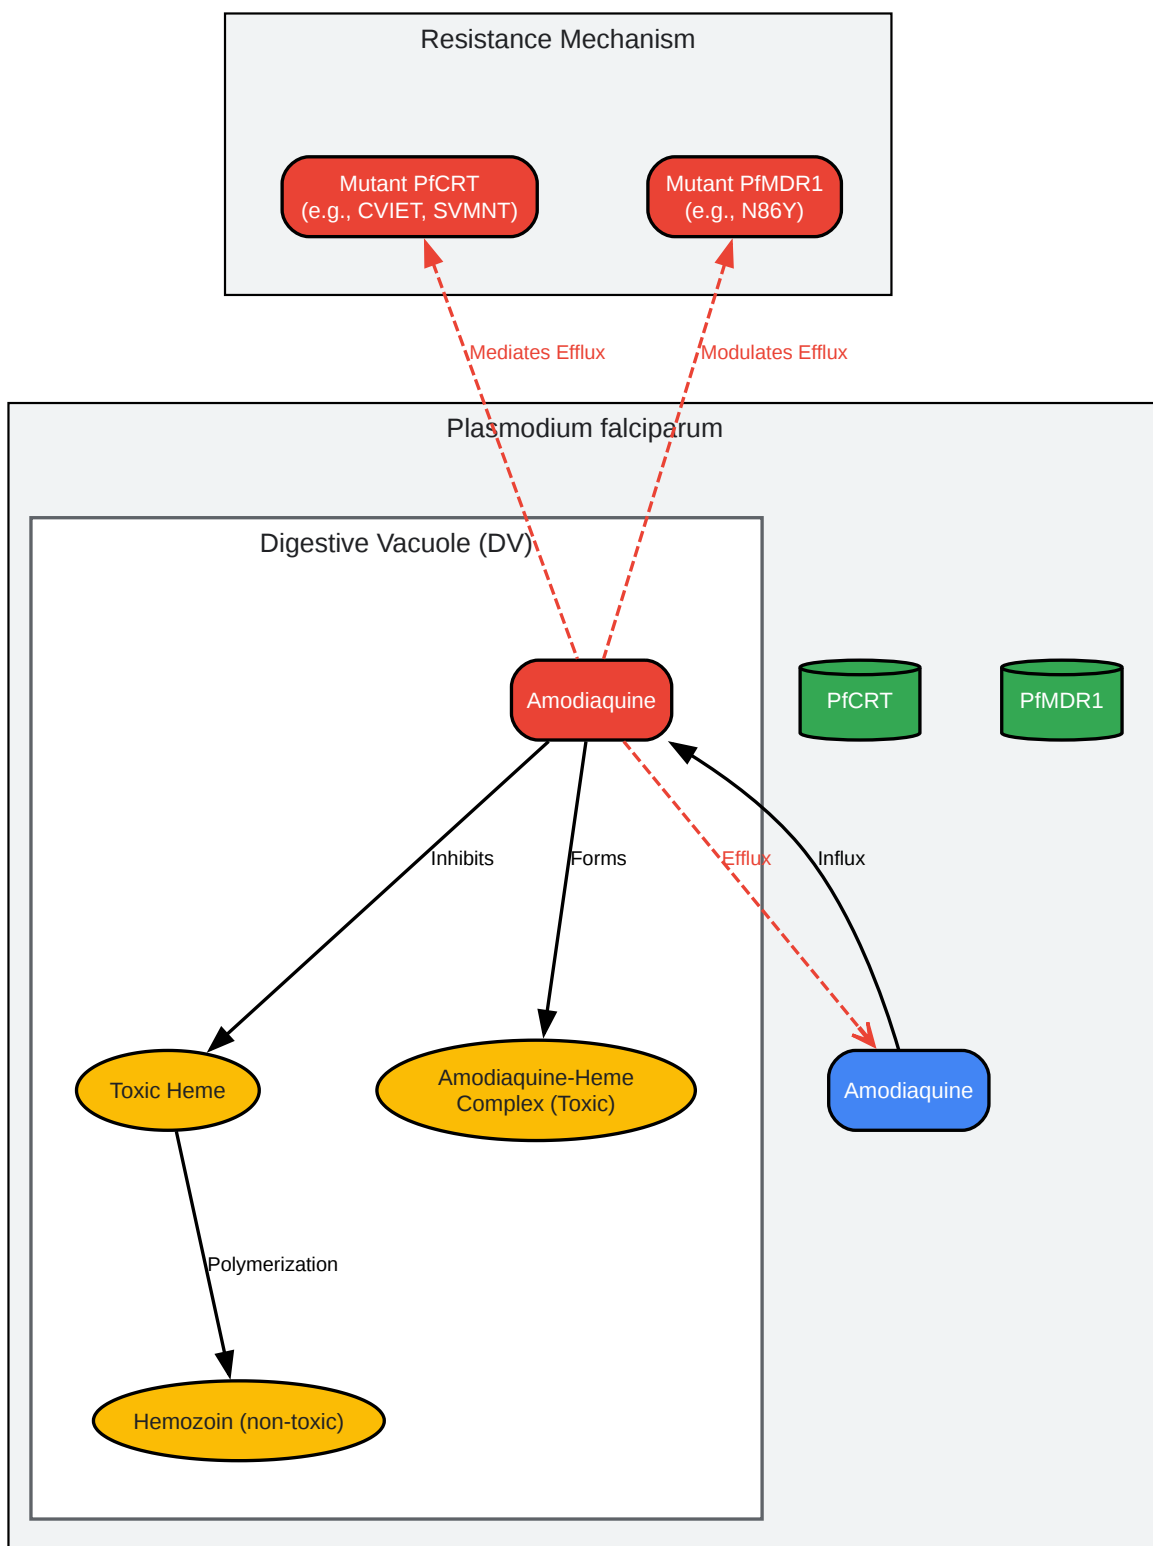 Resistance Mechanism
Mutant PfCRT
(e.g., CVIET, SVMNT)
Mutant PfMDR1
(e.g., N86Y)
Mediates Efflux
Modulates Efflux
Plasmodium falciparum
Digestive Vacuole (DV)
Amodiaquine
PfCRT
PfMDR1
Inhibits
Forms
Efflux
Influx
Toxic Heme
Amodiaquine-Heme
Complex (Toxic)
Amodiaquine
Polymerization
Hemozoin (non-toxic)